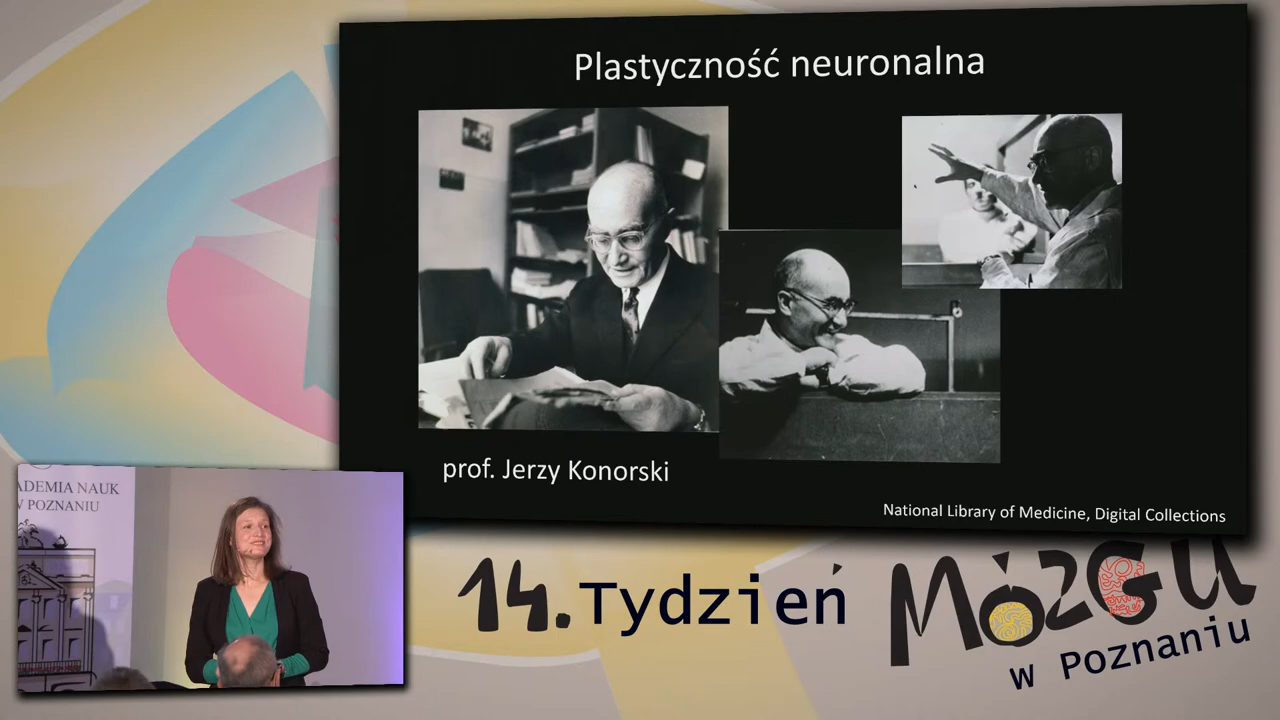 Plastyczność neuronalna
prof. Jerzy Konorski
National Library of Medicine, Digital Collections
ADEMIA NAUK
W POZNANIU
14. Tydzień MÓZGU
w Poznaniu